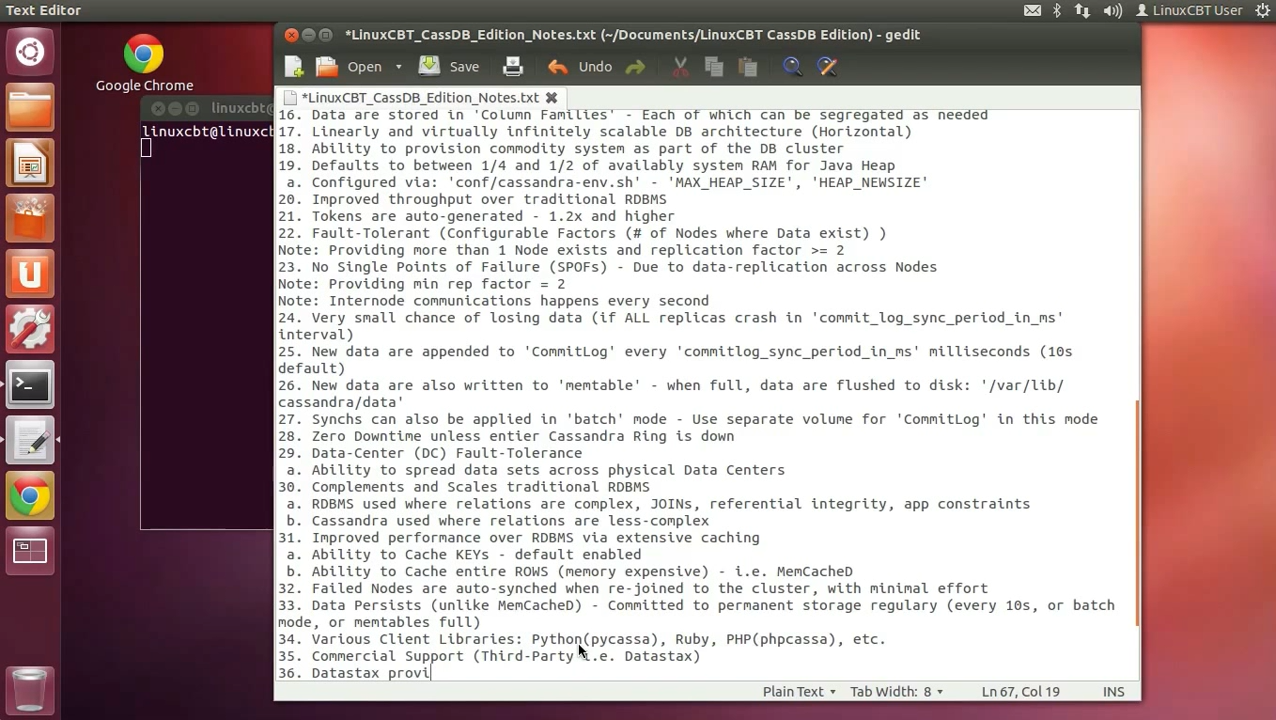 Text Editor
LinuxCBT User
Google Chrome
linuxcbt@
linuxcbt@linuxcb
*LinuxCBT_CassDB_Edition_Notes.txt (~/Documents/LinuxCBT CassDB Edition) - gedit
Open
Save
Undo
*LinuxCBT_CassDB_Edition_Notes.txt
16. Data are stored in 'Column Families' - Each of which can be segregated as needed
17. Linearly and virtually infinitely scalable DB architecture (Horizontal)
18. Ability to provision commodity system as part of the DB cluster
19. Defaults to between 1/4 and 1/2 of availably system RAM for Java Heap
a. Configured via: 'conf/cassandra-env.sh' - 'MAX_HEAP_SIZE', 'HEAP_NEWSIZE'
20. Improved throughput over traditional RDBMS
21. Tokens are auto-generated - 1.2x and higher
22. Fault-Tolerant (Configurable Factors (# of Nodes where Data exist) )
Note: Providing more than 1 Node exists and replication factor >= 2
23. No Single Points of Failure (SPOFs) - Due to data-replication across Nodes
Note: Providing min rep factor = 2
Note: Internode communications happens every second
24. Very small chance of losing data (if ALL replicas crash in 'commit_log_sync_period_in_ms'
interval)
25. New data are appended to 'CommitLog' every 'commitlog_sync_period_in_ms' milliseconds (10s
default)
26. New data are also written to 'memtable' - when full, data are flushed to disk: '/var/lib/
cassandra/data'
27. Synchs can also be applied in 'batch' mode - Use separate volume for 'CommitLog' in this mode
28. Zero Downtime unless entier Cassandra Ring is down
29. Data-Center (DC) Fault-Tolerance
a. Ability to spread data sets across physical Data Centers
30. Complements and Scales traditional RDBMS
a. RDBMS used where relations are complex, JOINs, referential integrity, app constraints
b. Cassandra used where relations are less-complex
31. Improved performance over RDBMS via extensive caching
a. Ability to Cache KEYs - default enabled
b. Ability to Cache entire ROWS (memory expensive) - i.e. MemCacheD
32. Failed Nodes are auto-synched when re-joined to the cluster, with minimal effort
33. Data Persists (unlike MemCacheD) - Committed to permanent storage regulary (every 10s, or batch
mode, or memtables full)
34. Various Client Libraries: Python(pycassa), Ruby, PHP(phpcassa), etc.
35. Commercial Support (Third-Party i.e. Datastax)
36. Datastax provi
Plain Text
Tab Width: 8
Ln 67, Col 19
INS